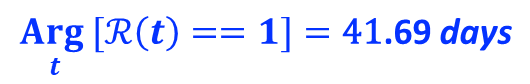 Arg [ℛ(t) == 1] = 41.69 days
t